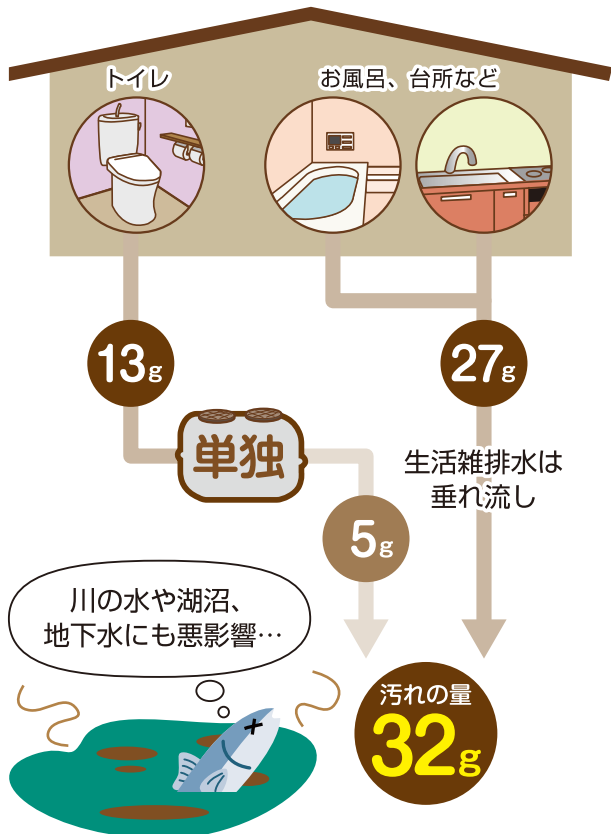 トイレ
お風呂、台所など
13g
27g
単独
生活雑排水は
垂れ流し
5g
川の水や湖沼、
地下水にも悪影響…
汚れの量
32g